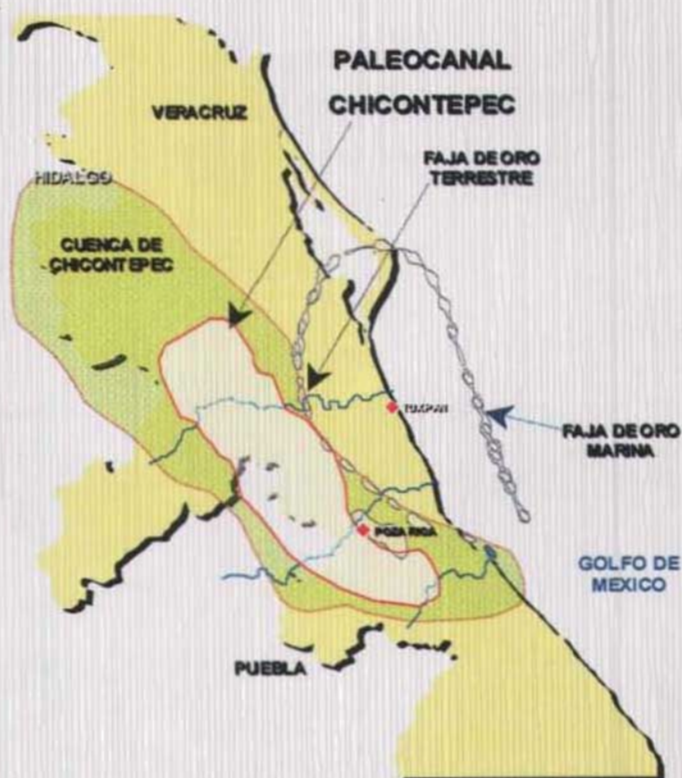 PALEOCANAL
CHICONTEPEC
VERACRUZ
FAJA DE ORO
TERRESTRE
HIDALGO
CUENCA DE
CHICONTEPEC
TUXPAN
FAJA DE ORO
MARINA
POZA RICA
GOLFO DE
MEXICO
PUEBLA